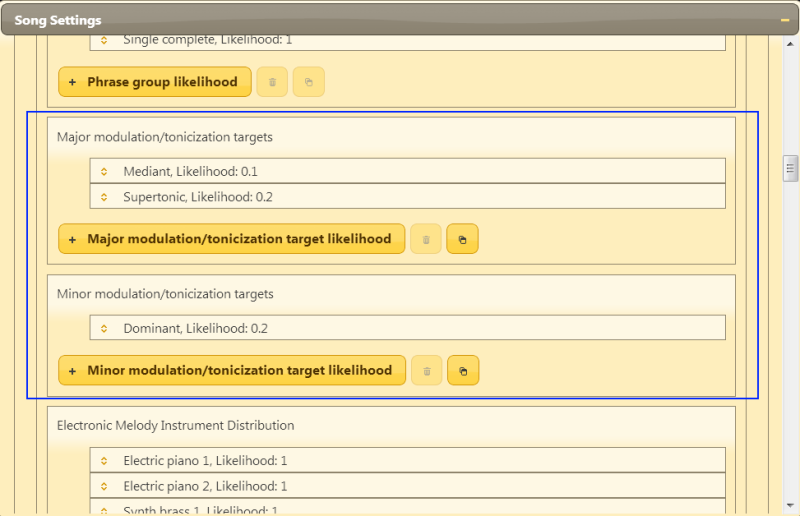 Song Settings
Single complete, Likelihood: 1
+ Phrase group likelihood
Major modulation/tonicization targets
Mediant, Likelihood: 0.1
Supertonic, Likelihood: 0.2
+ Major modulation/tonicization target likelihood
Minor modulation/tonicization targets
Dominant, Likelihood: 0.2
+ Minor modulation/tonicization target likelihood
Electronic Melody Instrument Distribution
Electric piano 1, Likelihood: 1
Electric piano 2, Likelihood: 1
Synth brass 1, Likelihood: 1